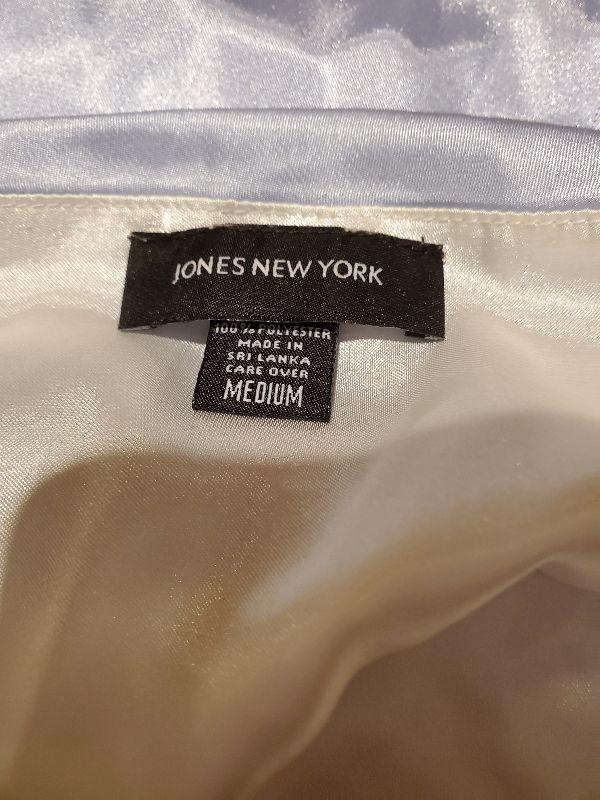 JONES NEW YORK
100% POLYESTER
MADE IN
SRI LANKA
CARE OVER
MEDIUM